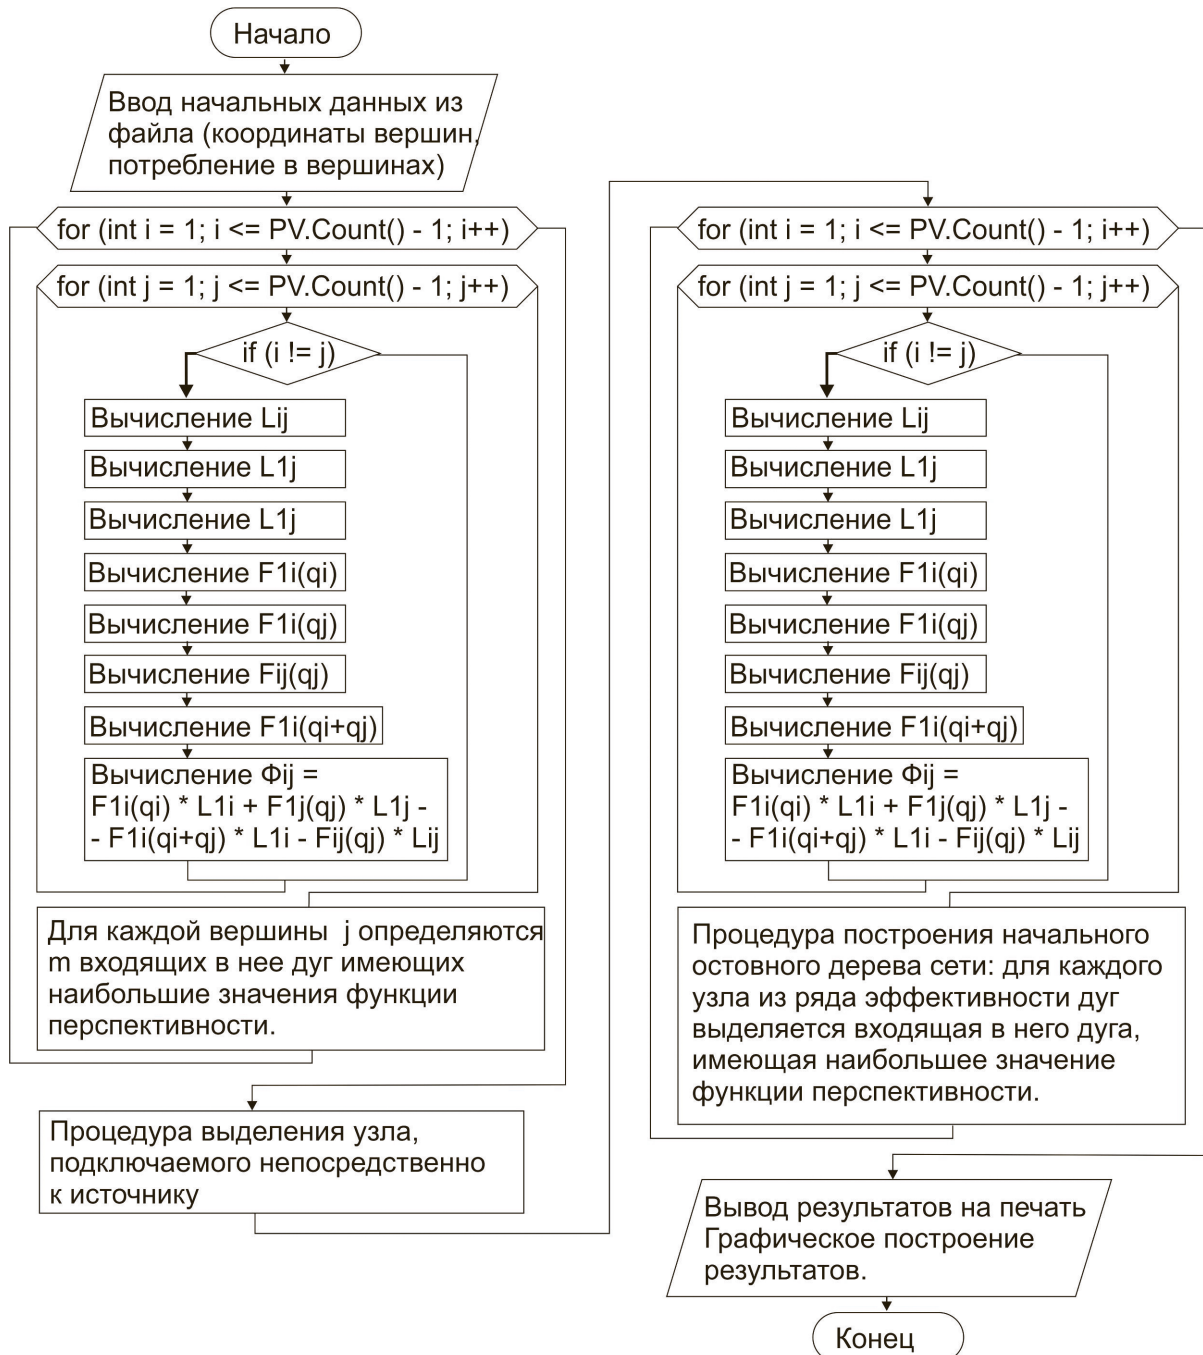 Начало
Ввод начальных данных из
файла (координаты вершин,
потребление в вершинах)
for (int i = 1; i <= PV.Count() - 1; i++)
for (int j = 1; j <= PV.Count() - 1; j++)
if (i != j)
Вычисление Lij
Вычисление L1j
Вычисление L1j
Вычисление F1i(qi)
Вычисление F1i(qj)
Вычисление Fij(qj)
Вычисление F1i(qi+qj)
Вычисление Фij =
F1i(qi) * L1i + F1j(qj) * L1j -
- F1i(qi+qj) * L1i - Fij(qj) * Lij
Для каждой вершины j определяются
m входящих в нее дуг имеющих
наибольшие значения функции
перспективности.
Процедура выделения узла,
подключаемого непосредственно
к источнику
for (int i = 1; i <= PV.Count() - 1; i++)
for (int j = 1; j <= PV.Count() - 1; j++)
if (i != j)
Вычисление Lij
Вычисление L1j
Вычисление L1j
Вычисление F1i(qi)
Вычисление F1i(qj)
Вычисление Fij(qj)
Вычисление F1i(qi+qj)
Вычисление Фij =
F1i(qi) * L1i + F1j(qj) * L1j -
- F1i(qi+qj) * L1i - Fij(qj) * Lij
Процедура построения начального
остовного дерева сети: для каждого
узла из ряда эффективности дуг
выделяется входящая в него дуга,
имеющая наибольшее значение
функции перспективности.
Вывод результатов на печать
Графическое построение
результатов.
Конец